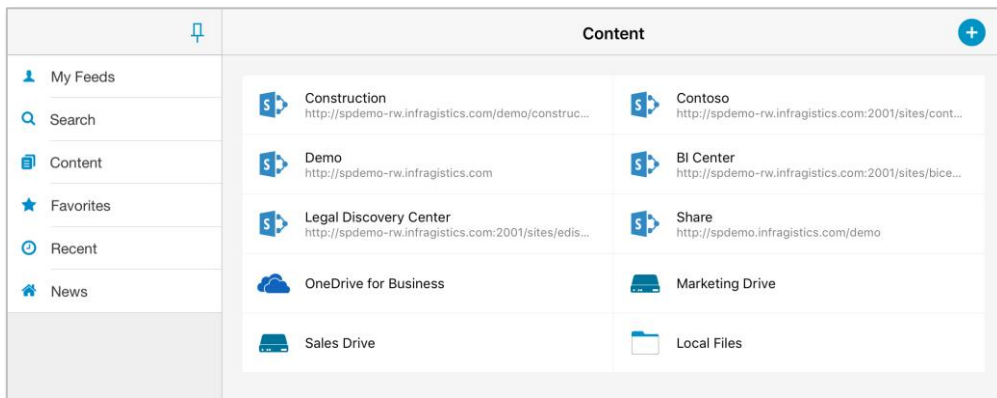 Content
My Feeds
Search
Content
Favorites
Recent
News
Construction
http://spdemo-rw.infragistics.com/demo/construc...
Contoso
http://spdemo-rw.infragistics.com:2001/sites/cont...
Demo
http://spdemo-rw.infragistics.com
BI Center
http://spdemo-rw.infragistics.com:2001/sites/bice...
Legal Discovery Center
http://spdemo-rw.infragistics.com:2001/sites/edis...
Share
http://spdemo.infragistics.com/demo
OneDrive for Business
Marketing Drive
Sales Drive
Local Files